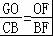 GO/CB = OF/BF